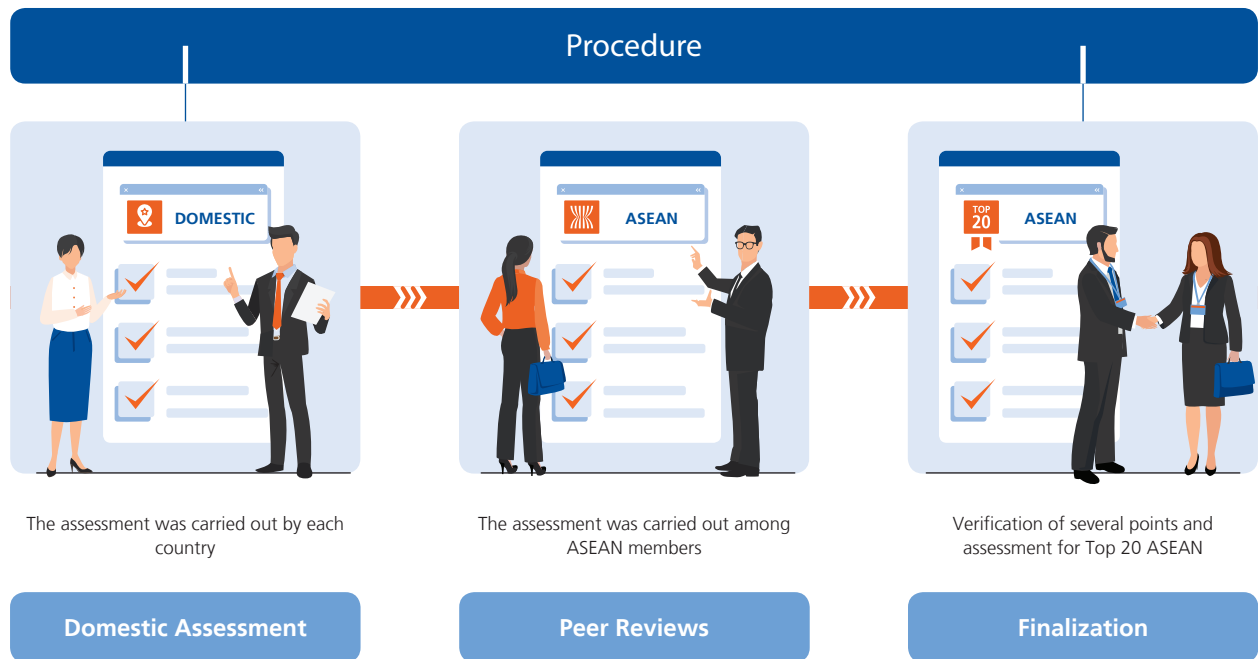 Procedure
DOMESTIC
ASEAN
TOP
20
ASEAN
The assessment was carried out by each
country
The assessment was carried out among
ASEAN members
Verification of several points and
assessment for Top 20 ASEAN
Domestic Assessment
Peer Reviews
Finalization